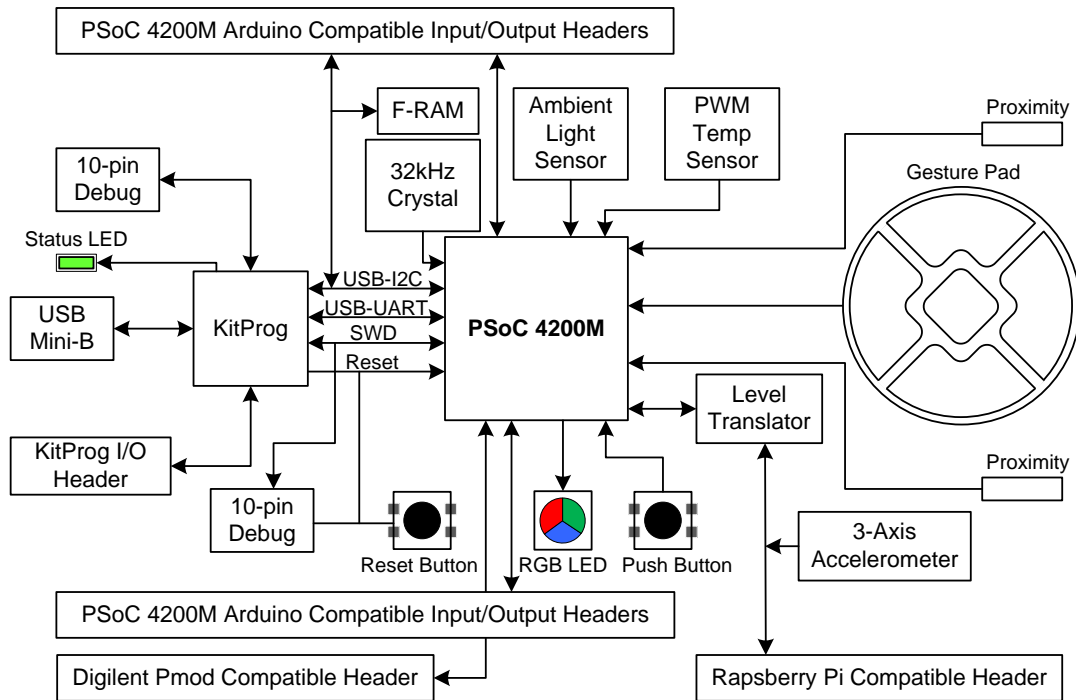 PSoC 4200M Arduino Compatible Input/Output Headers
F-RAM
Ambient
Light
Sensor
PWM
Temp
Sensor
Proximity
10-pin
Debug
32kHz
Crystal
Gesture Pad
Status LED
USB
Mini-B
KitProg
USB-I2C
USB-UART
SWD
Reset
PSoC 4200M
Level
Translator
KitProg I/O
Header
10-pin
Debug
Reset Button
RGB LED
Push Button
Proximity
3-Axis
Accelerometer
PSoC 4200M Arduino Compatible Input/Output Headers
Digilent Pmod Compatible Header
Rapsberry Pi Compatible Header